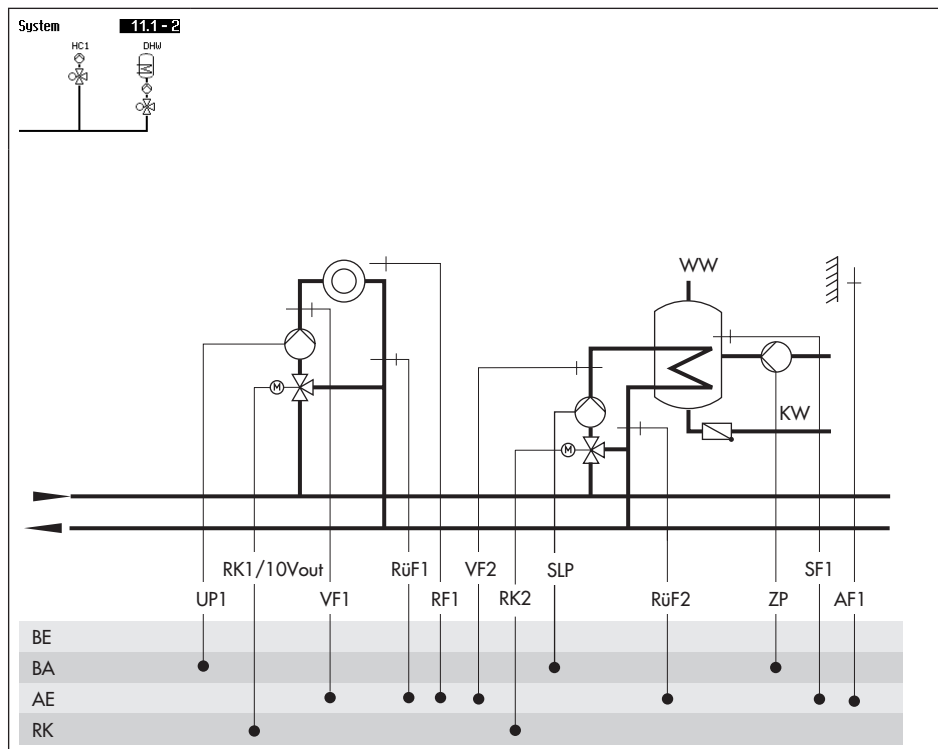 System 11.1 - 2
HC1 DHW
WW
KW
M
M
RK1/10Vout RüF1 VF2 SLP SF1
UP1 VF1 RF1 RK2 RüF2 ZP AF1
BE
BA
AE
RK